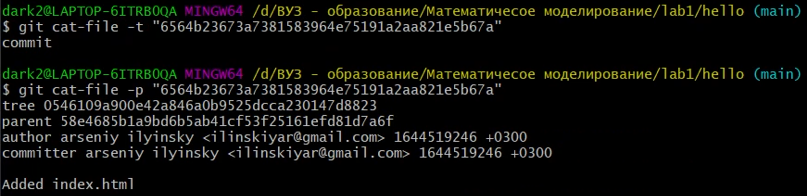 dark2@LAPTOP-6ITRB0QA MINGW64 /d/ВУЗ - образование/Математичесое моделирование/lab1/hello (main)
$ git cat-file -t "6564b23673a7381583964e75191a2aa821e5b67a"
commit
dark2@LAPTOP-6ITRB0QA MINGW64 /d/ВУЗ - образование/Математичесое моделирование/lab1/hello (main)
$ git cat-file -p "6564b23673a7381583964e75191a2aa821e5b67a"
tree 0546109a900e42a846a0b9525dcca230147d8823
parent 58e4685b1a9bd6b5ab41cf53f25161efd81d7a6f
author arseniy ilyinsky <ilinskiyar@gmail.com> 1644519246 +0300
committer arseniy ilyinsky <ilinskiyar@gmail.com> 1644519246 +0300
Added index.html